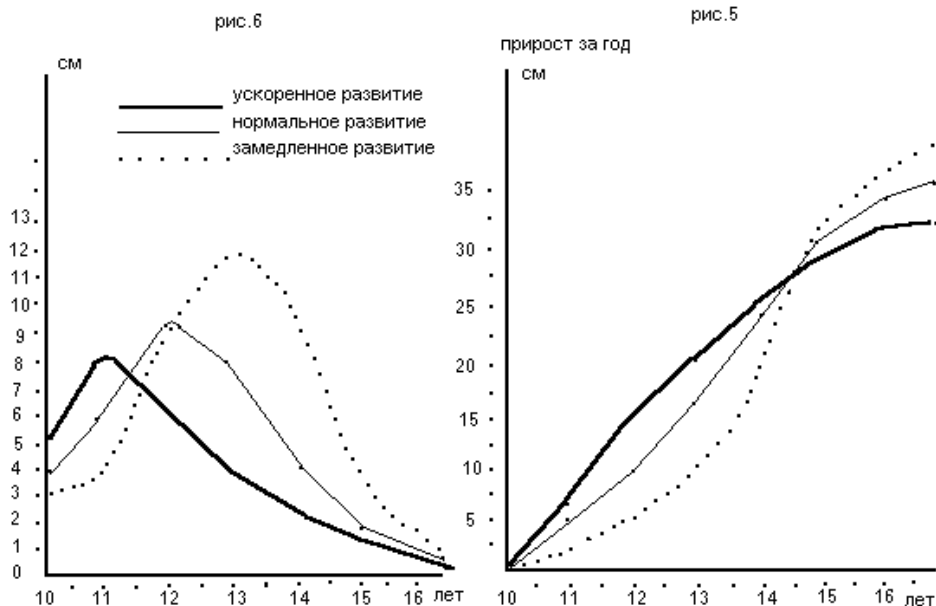 рис.6
см
ускоренное развитие
нормальное развитие
замедленное развитие
13
12
11
10
9
8
7
6
5
4
3
2
1
0
10 11 12 13 14 15 16 лет
рис.5
прирост за год
см
35
30
25
20
15
10
5
10 11 12 13 14 15 16 лет